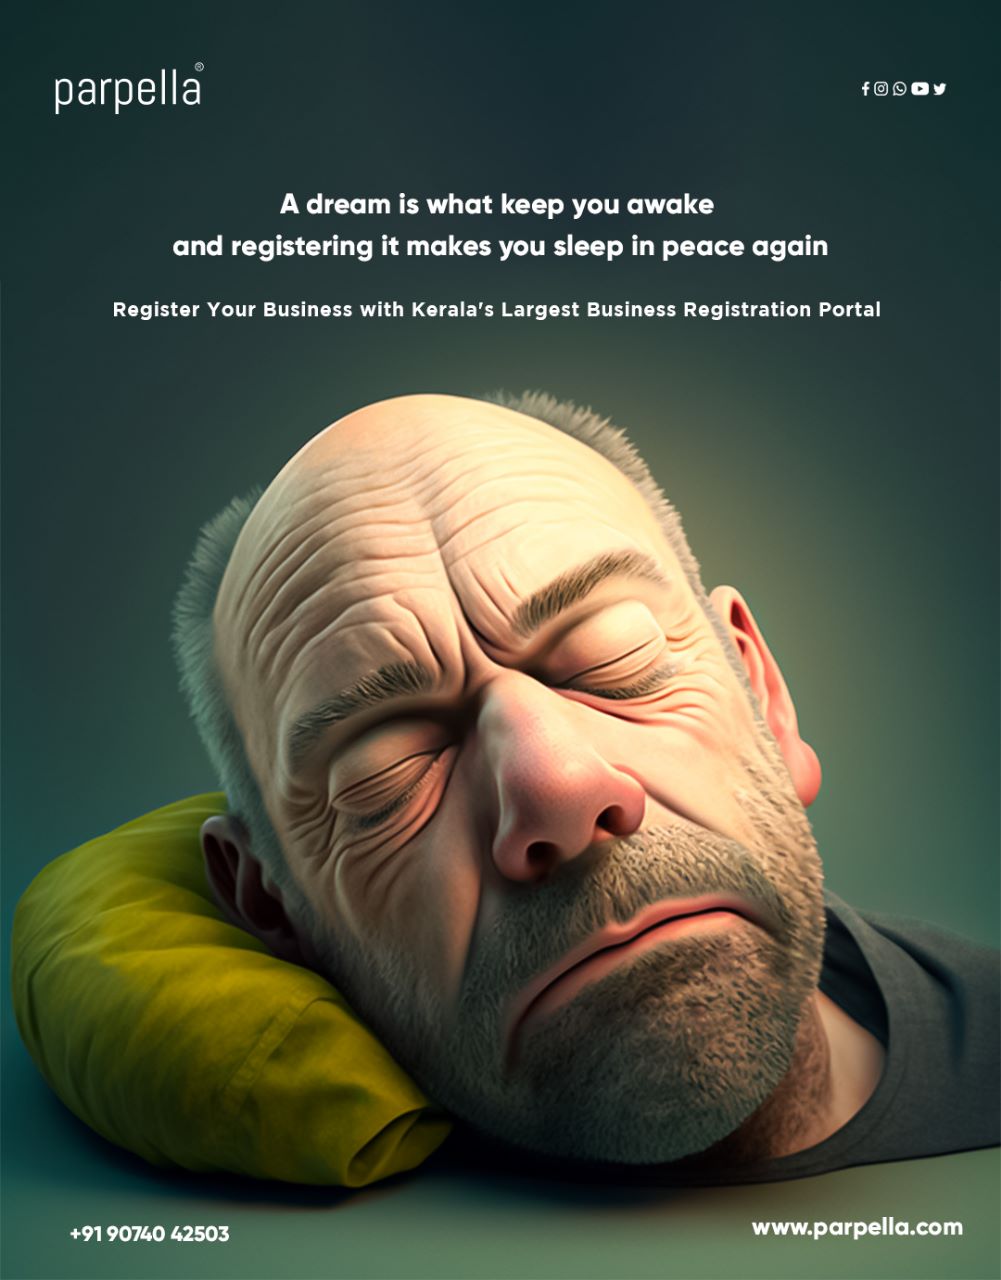 parpella®
A dream is what keep you awake
and registering it makes you sleep in peace again
Register Your Business with Kerala's Largest Business Registration Portal
+91 90740 42503
www.parpella.com